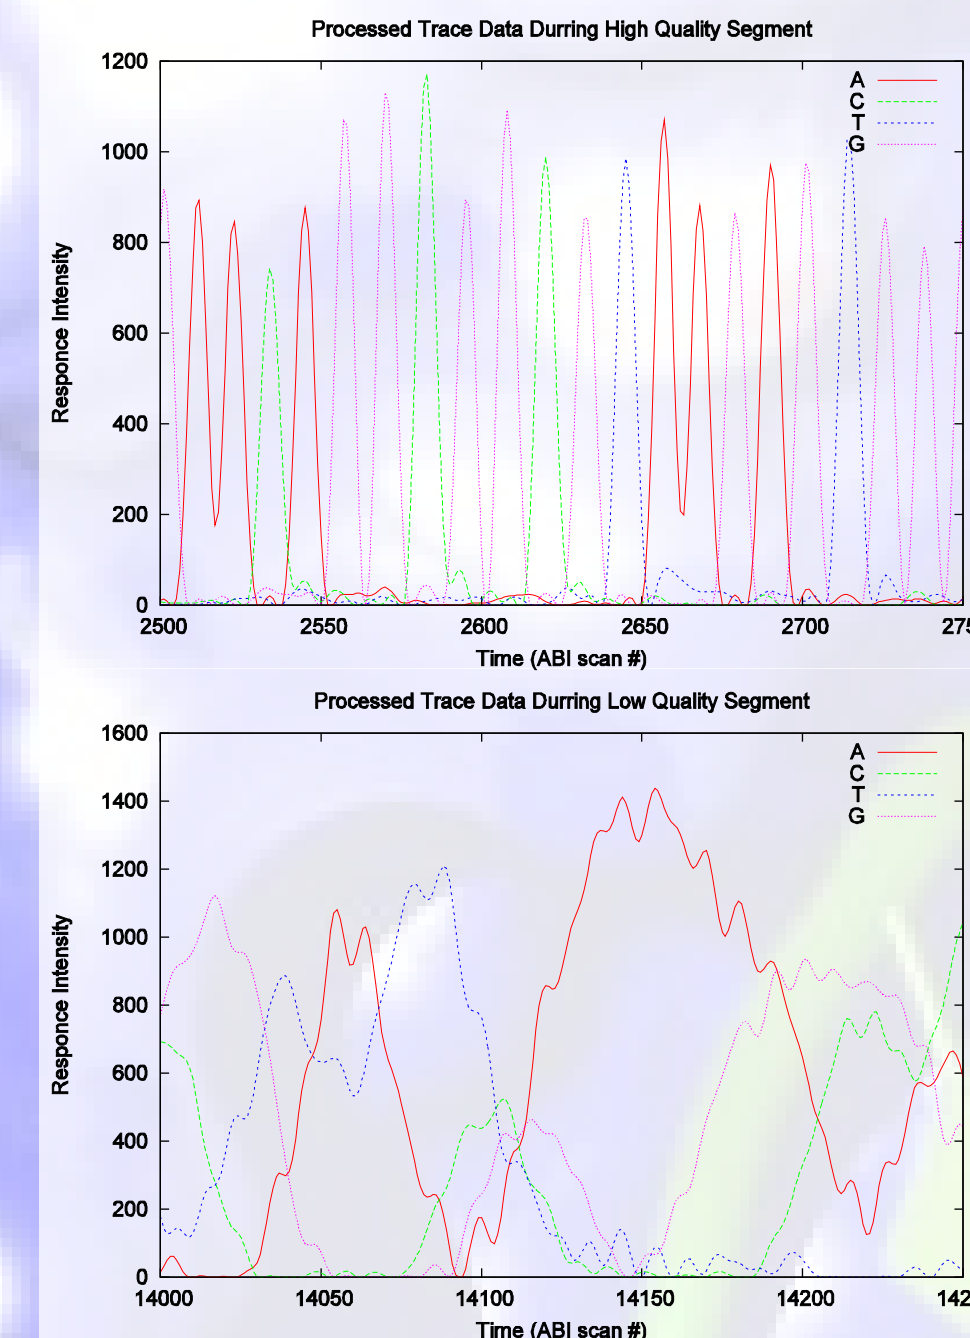 Processed Trace Data Durring High Quality Segment
1200
1000
800
600
400
200
0
Responce Intensity
A
C
T
G
2500 2550 2600 2650 2700 275
Time (ABI scan #)
Processed Trace Data Durring Low Quality Segment
1600
1400
1200
1000
800
600
400
200
0
Responce Intensity
A
C
T
G
14000 14050 14100 14150 14200 142
Time (ABI scan #)